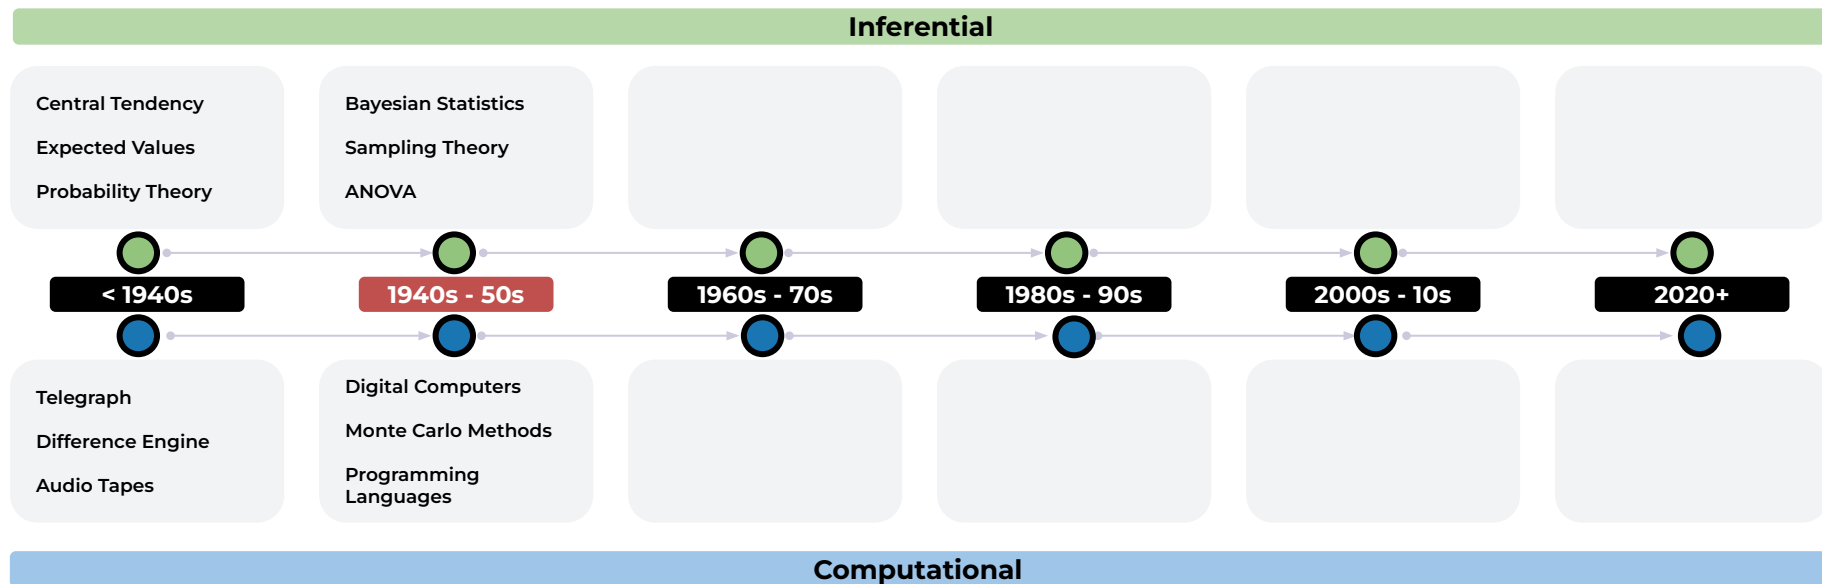 Inferential
Central Tendency
Expected Values
Probability Theory
Bayesian Statistics
Sampling Theory
ANOVA
< 1940s
1940s - 50s
1960s - 70s
1980s - 90s
2000s - 10s
2020+
Telegraph
Difference Engine
Audio Tapes
Digital Computers
Monte Carlo Methods
Programming
Languages
Computational